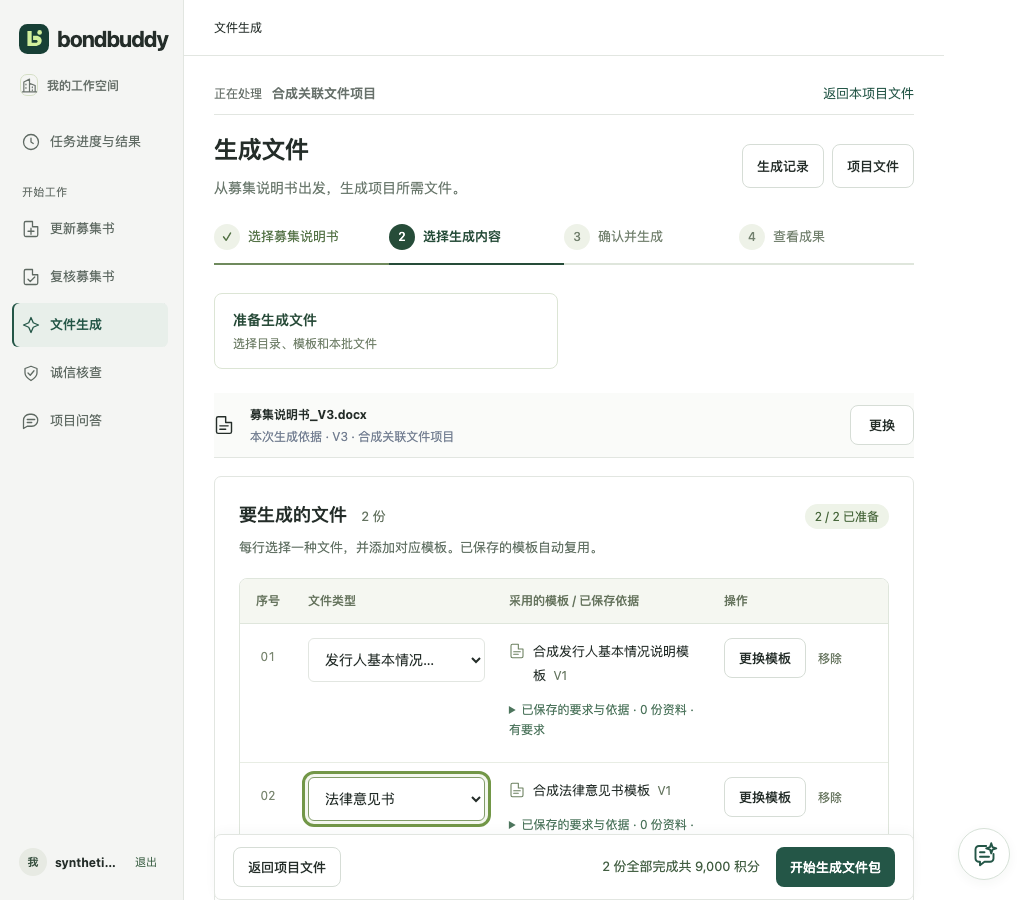 bondbuddy
我的工作空间
任务进度与结果
开始工作
更新募集书
复核募集书
文件生成
诚信核查
项目问答
我 syntheti... 退出
文件生成
正在处理 合成关联文件项目 返回本项目文件
生成文件
从募集说明书出发，生成项目所需文件。
生成记录 项目文件
选择募集说明书 2 选择生成内容 3 确认并生成 4 查看成果
准备生成文件
选择目录、模板和本批文件
募集说明书_V3.docx
本次生成依据 · V3 · 合成关联文件项目
更换
要生成的文件 2 份 2 / 2 已准备
每行选择一种文件，并添加对应模板。已保存的模板自动复用。
序号 文件类型 采用的模板 / 已保存依据 操作
01 发行人基本情况... 合成发行人基本情况说明模
板 V1 更换模板 移除
已保存的要求与依据 · 0 份资料 ·
有要求
02 法律意见书 合成法律意见书模板 V1 更换模板 移除
已保存的要求与依据 · 0 份资料 ·
返回项目文件 2 份全部完成共 9,000 积分 开始生成文件包